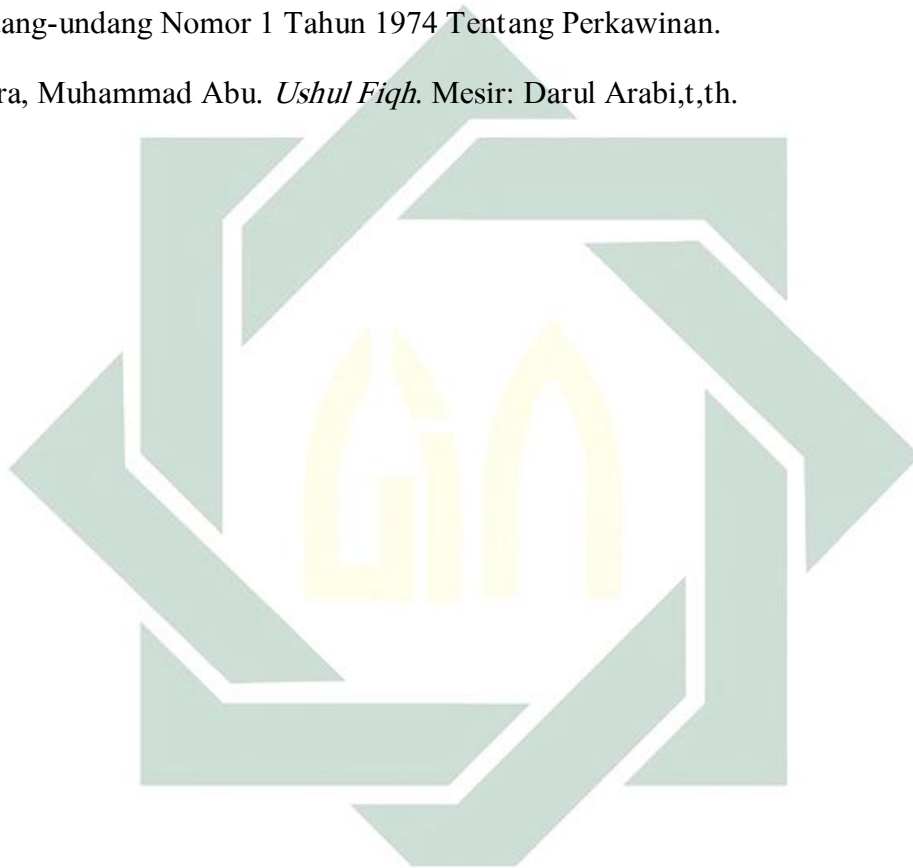 ang-undang Nomor 1 Tahun 1974 Tentang Perkawinan.
ra, Muhammad Abu. Ushul Fiqh. Mesir: Darul Arabi,t,th.